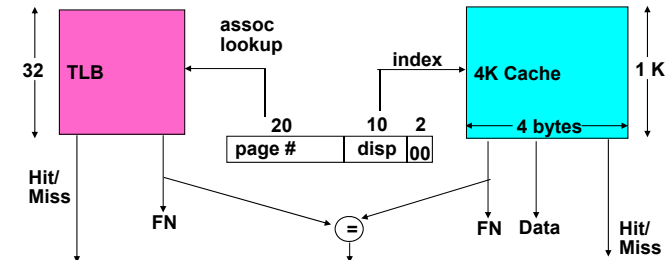 assoc
lookup
32
TLB
index
4K Cache
1 K
20
10
2
4 bytes
page #
disp
00
Hit/
Miss
FN
=
FN
Data
Hit/
Miss